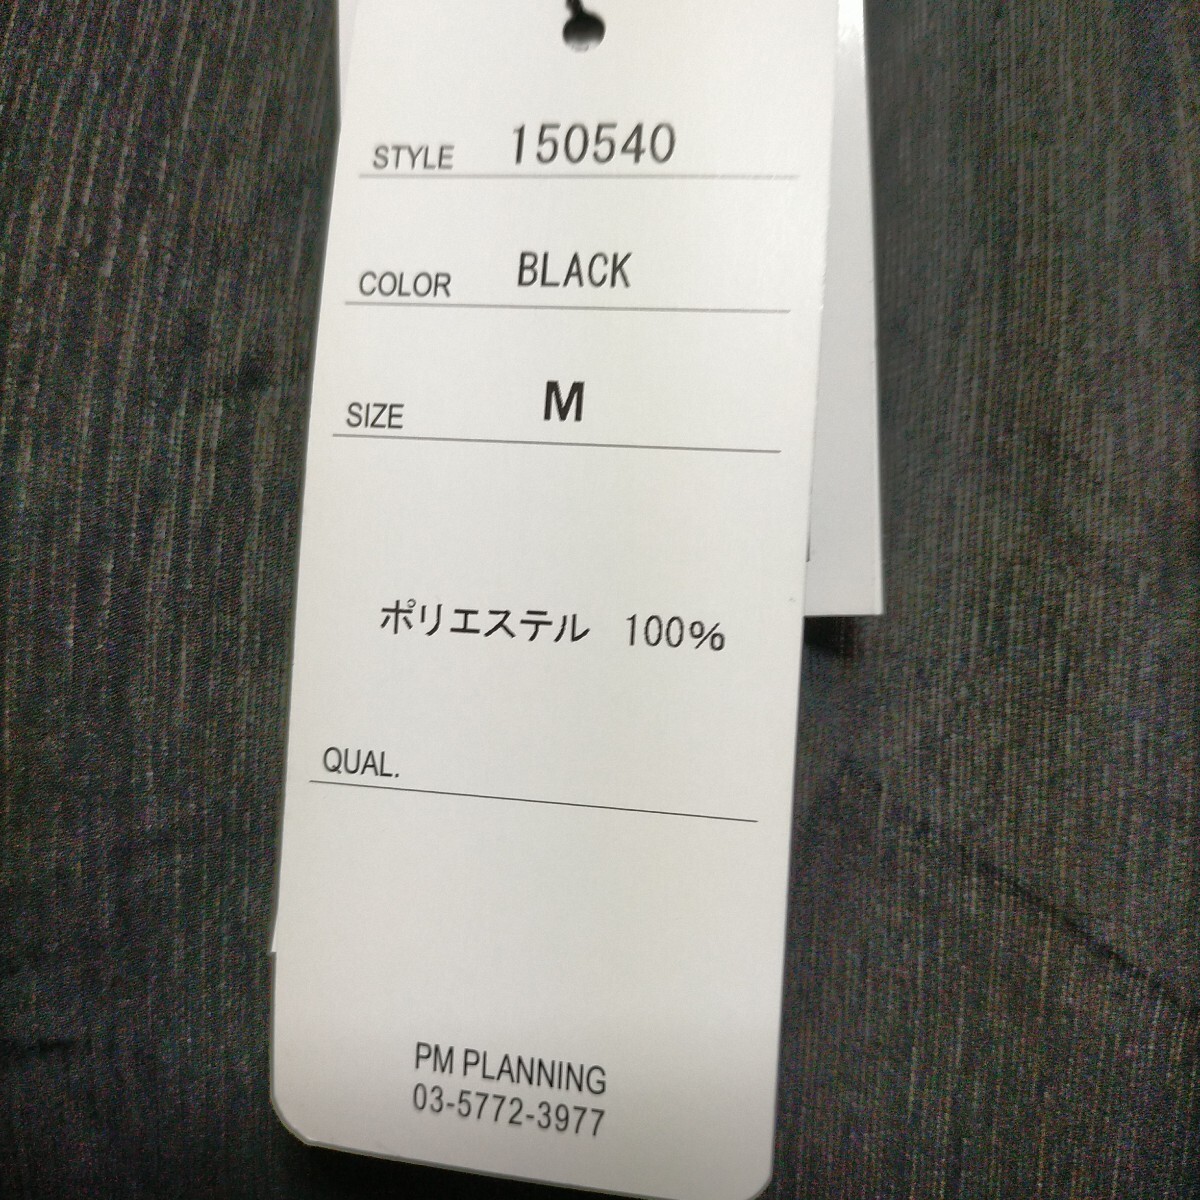 STYLE 150540
COLOR BLACK
SIZE M
ポリエステル 100%
QUAL.
PM PLANNING
03-5772-3977